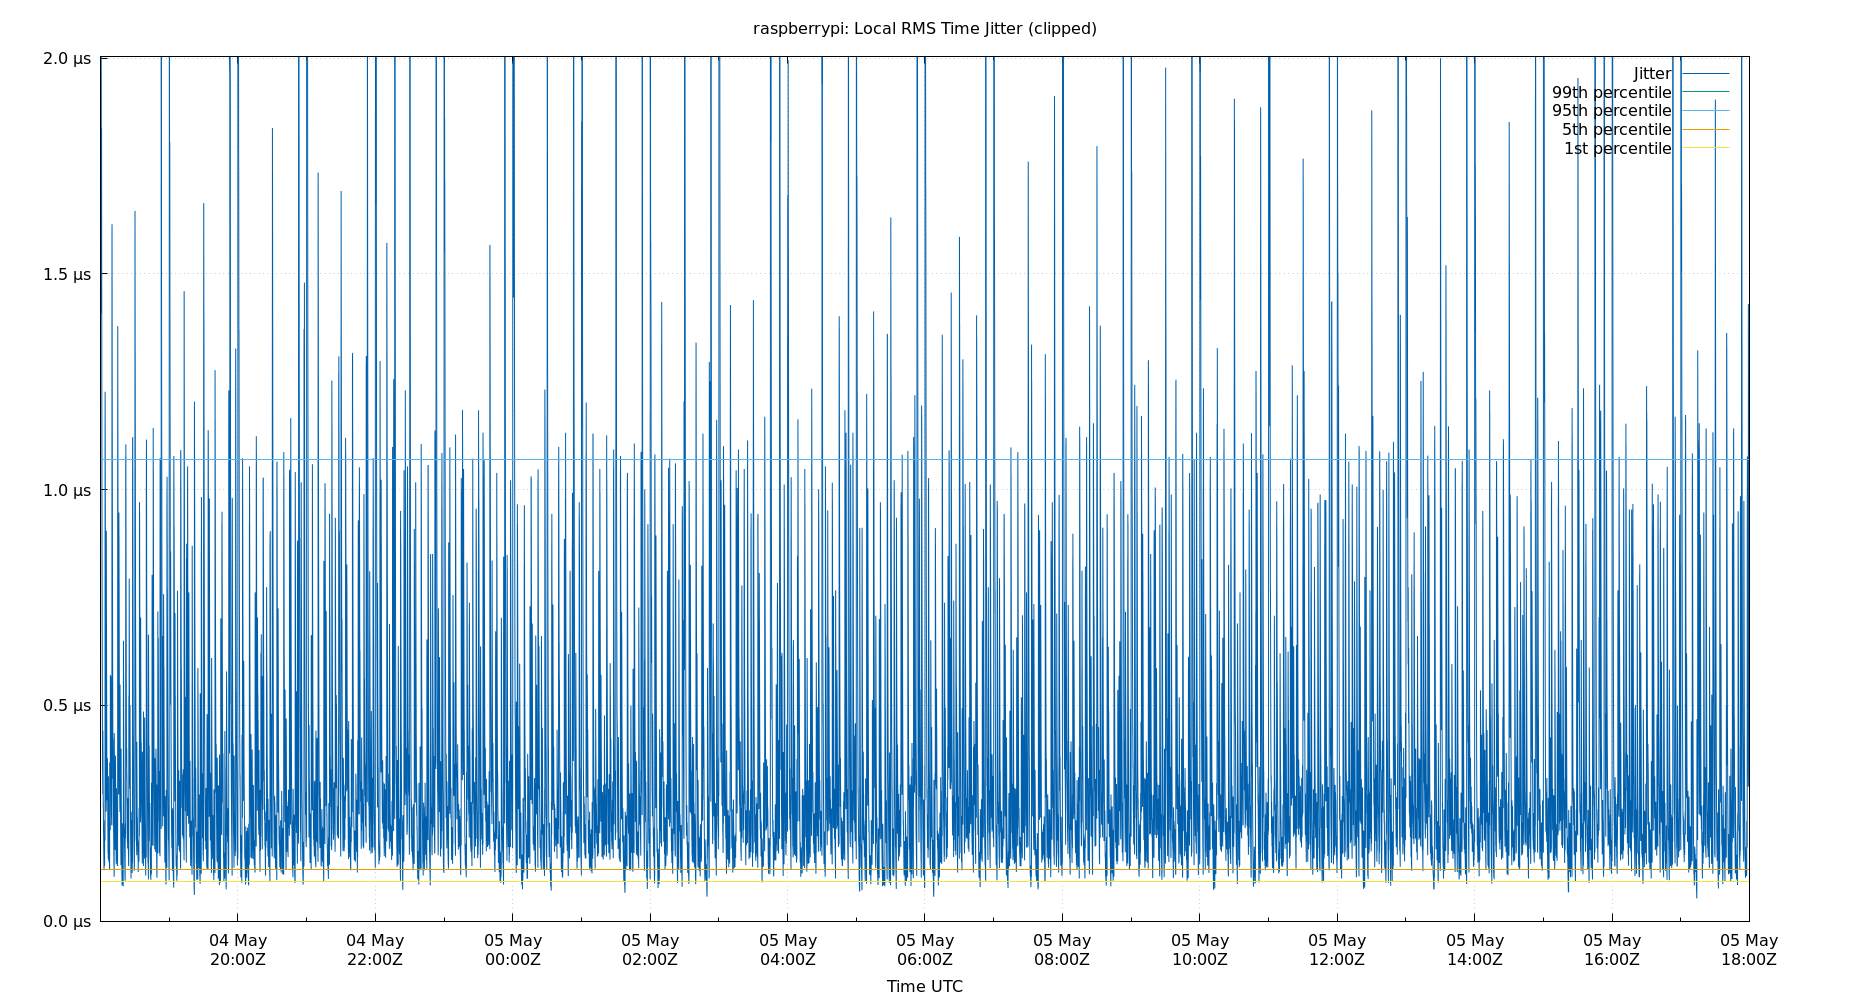 raspberrypi: Local RMS Time Jitter (clipped)
2.0 μs
1.5 μs
1.0 μs
0.5 μs
0.0 μs
Jitter
99th percentile
95th percentile
5th percentile
1st percentile
04 May 04 May 05 May 05 May 05 May 05 May 05 May 05 May 05 May 05 May 05 May 05 May
20:00Z 22:00Z 00:00Z 02:00Z 04:00Z 06:00Z 08:00Z 10:00Z 12:00Z 14:00Z 16:00Z 18:00Z
Time UTC